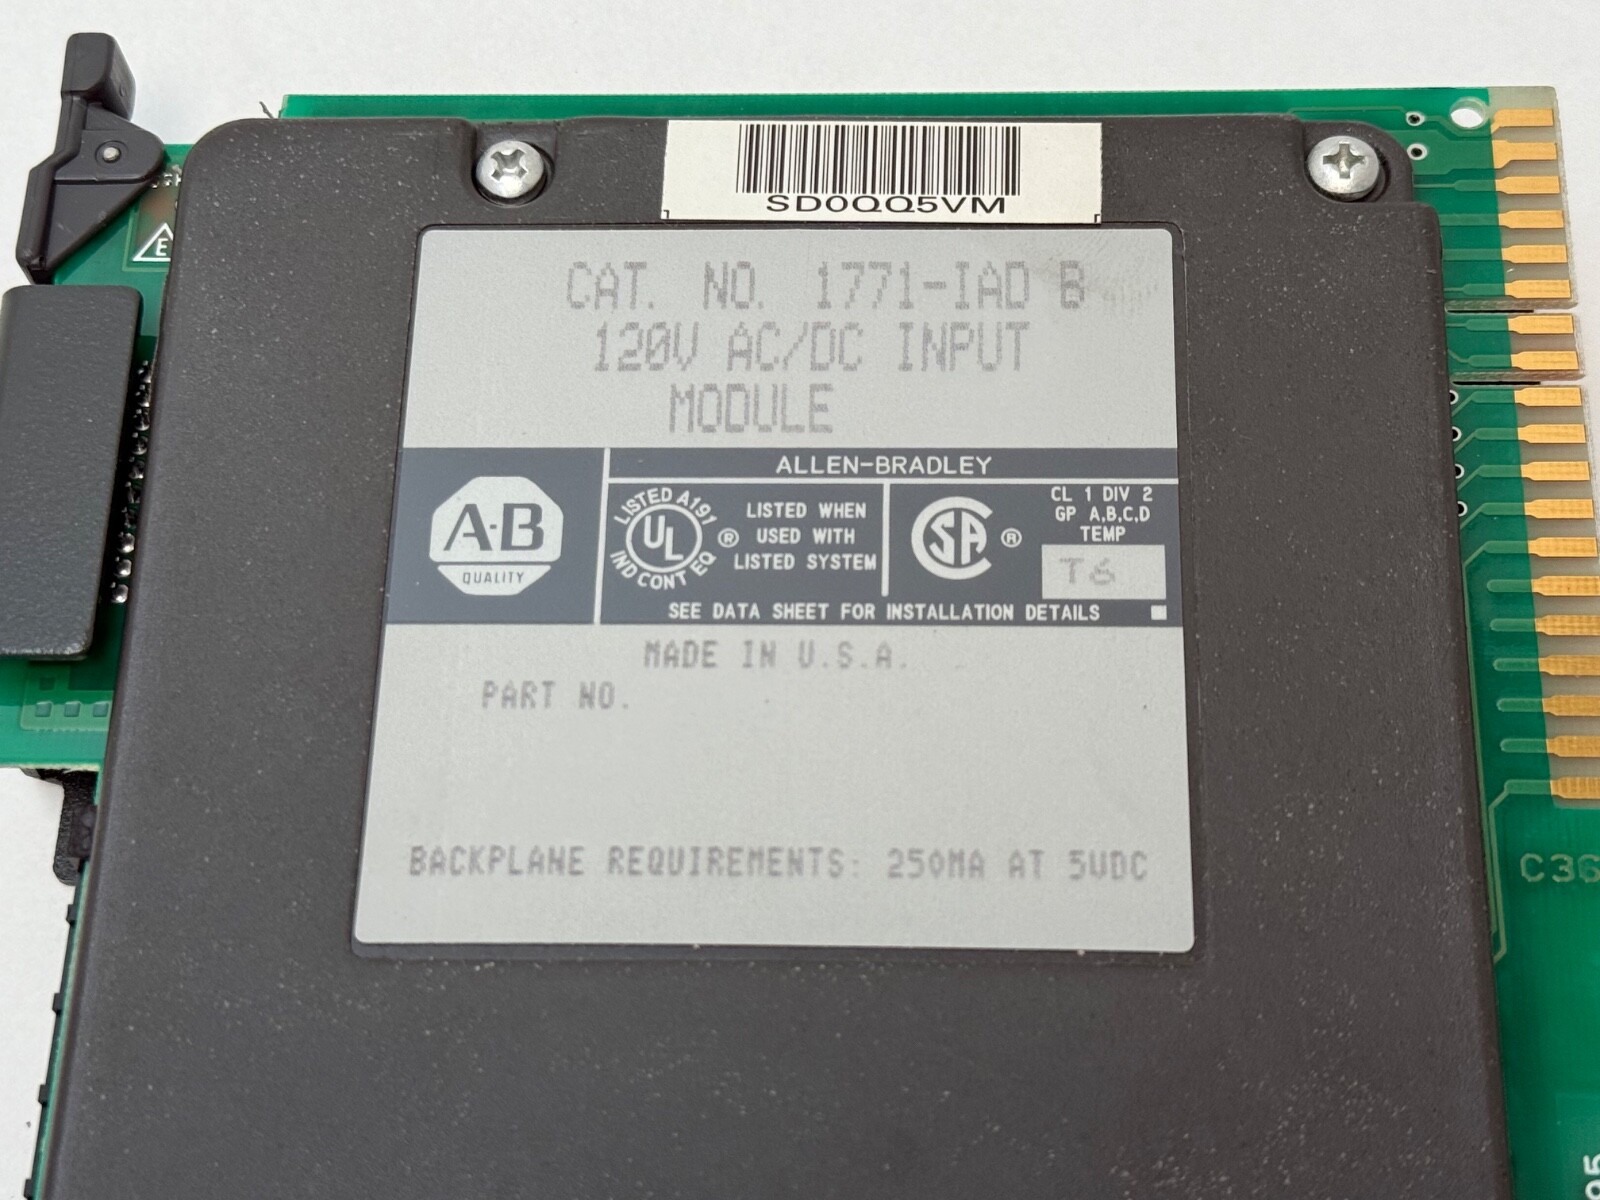 SD0QQ5VM
E
CAT. NO. 1771-IAD B
120V AC/DC INPUT
MODULE
ALLEN-BRADLEY
A-B
QUALITY
LISTED A191
UL
IND CONT EQ
®
LISTED WHEN
USED WITH
LISTED SYSTEM
SA
®
CL 1 DIV 2
GP A,B,C,D
TEMP
T6
SEE DATA SHEET FOR INSTALLATION DETAILS
MADE IN U.S.A.
PART NO.
BACKPLANE REQUIREMENTS: 250MA AT 5VDC
C36